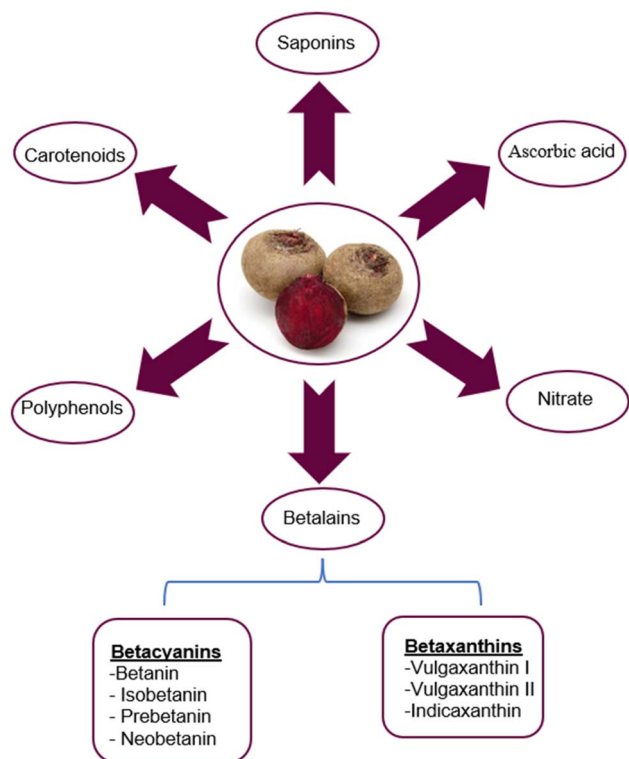 Saponins
Carotenoids
Ascorbic acid
Polyphenols
Nitrate
Betalains
Betacyanins
-Betanin
- Isobetanin
- Prebetanin
- Neobetanin
Betaxanthins
-Vulgaxanthin I
-Vulgaxanthin II
-Indicaxanthin